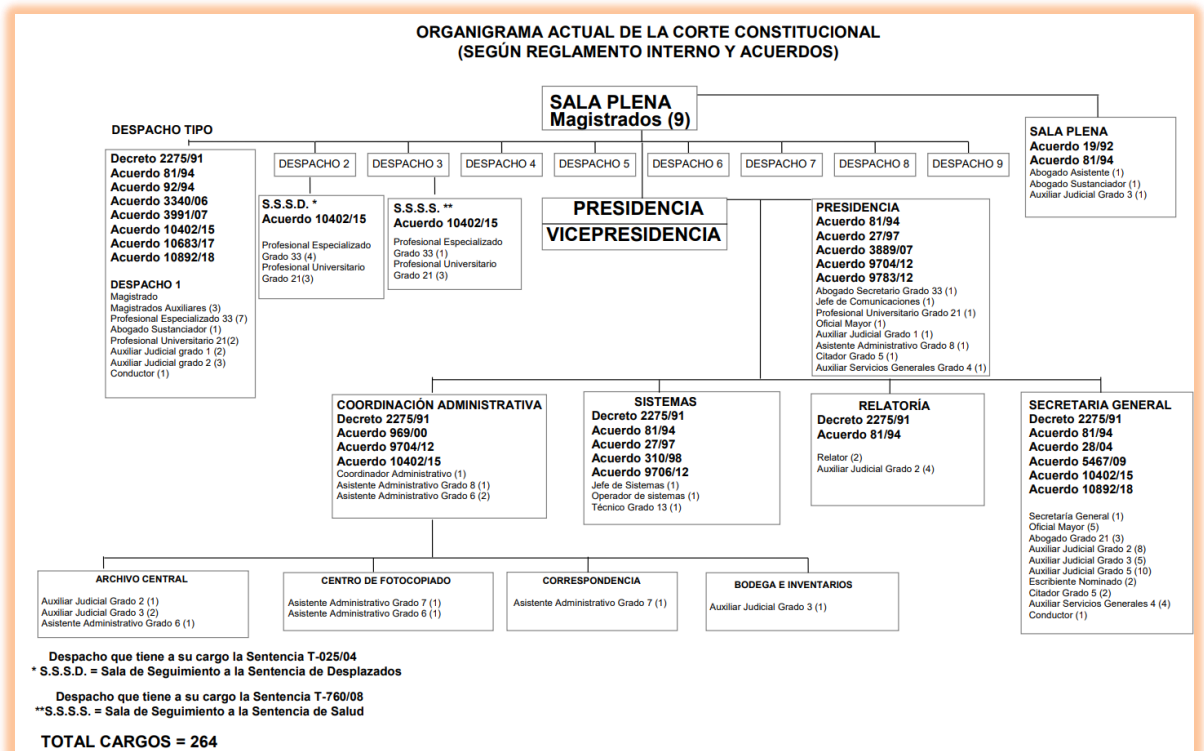 ORGANIGRAMA ACTUAL DE LA CORTE CONSTITUCIONAL
(SEGÚN REGLAMENTO INTERNO Y ACUERDOS)
SALA PLENA
Magistrados (9)
DESPACHO TIPO
Decreto 2275/91
Acuerdo 81/94
Acuerdo 92/94
Acuerdo 3340/06
Acuerdo 3991/07
Acuerdo 10402/15
Acuerdo 10683/17
Acuerdo 10892/18
DESPACHO 1
Magistrado
Magistrados Auxiliares (3)
Profesional Especializado 33 (7)
Abogado Sustanciador (1)
Profesional Universitario 21(2)
Auxiliar Judicial grado 1 (2)
Auxiliar Judicial grado 2 (3)
Conductor (1)
DESPACHO 2
DESPACHO 3
DESPACHO 4
DESPACHO 5
DESPACHO 6
DESPACHO 7
DESPACHO 8
DESPACHO 9
SALA PLENA
Acuerdo 19/92
Acuerdo 81/94
Abogado Asistente (1)
Abogado Sustanciador (1)
Auxiliar Judicial Grado 3 (1)
S.S.S.D. *
Acuerdo 10402/15
Profesional Especializado
Grado 33 (4)
Profesional Universitario
Grado 21(3)
S.S.S.S. **
Acuerdo 10402/15
Profesional Especializado
Grado 33 (1)
Profesional Universitario
Grado 21 (3)
PRESIDENCIA
VICEPRESIDENCIA
PRESIDENCIA
Acuerdo 81/94
Acuerdo 27/97
Acuerdo 3889/07
Acuerdo 9704/12
Acuerdo 9783/12
Abogado Secretario Grado 33 (1)
Jefe de Comunicaciones (1)
Profesional Universitario Grado 21 (1)
Oficial Mayor (1)
Auxiliar Judicial Grado 1 (1)
Asistente Administrativo Grado 8 (1)
Citador Grado 5 (1)
Auxiliar Servicios Generales Grado 4 (1)
COORDINACIÓN ADMINISTRATIVA
Decreto 2275/91
Acuerdo 969/00
Acuerdo 9704/12
Acuerdo 10402/15
Coordinador Administrativo (1)
Asistente Administrativo Grado 8 (1)
Asistente Administrativo Grado 6 (2)
SISTEMAS
Decreto 2275/91
Acuerdo 81/94
Acuerdo 27/97
Acuerdo 310/98
Acuerdo 9706/12
Jefe de Sistemas (1)
Operador de sistemas (1)
Técnico Grado 13 (1)
RELATORÍA
Decreto 2275/91
Acuerdo 81/94
Relator (2)
Auxiliar Judicial Grado 2 (4)
SECRETARIA GENERAL
Decreto 2275/91
Acuerdo 81/94
Acuerdo 28/04
Acuerdo 5467/09
Acuerdo 10402/15
Acuerdo 10892/18
Secretaría General (1)
Oficial Mayor (5)
Abogado Grado 21 (3)
Auxiliar Judicial Grado 2 (8)
Auxiliar Judicial Grado 3 (5)
Auxiliar Judicial Grado 5 (10)
Escribiente Nominado (2)
Citador Grado 5 (2)
Auxiliar Servicios Generales 4 (4)
Conductor (1)
ARCHIVO CENTRAL
Auxiliar Judicial Grado 2 (1)
Auxiliar Judicial Grado 3 (2)
Asistente Administrativo Grado 6 (1)
CENTRO DE FOTOCOPIADO
Asistente Administrativo Grado 7 (1)
Asistente Administrativo Grado 6 (1)
CORRESPONDENCIA
Asistente Administrativo Grado 7 (1)
BODEGA E INVENTARIOS
Auxiliar Judicial Grado 3 (1)
Despacho que tiene a su cargo la Sentencia T-025/04
* S.S.S.D. = Sala de Seguimiento a la Sentencia de Desplazados
Despacho que tiene a su cargo la Sentencia T-760/08
**S.S.S.S. = Sala de Seguimiento a la Sentencia de Salud
TOTAL CARGOS = 264